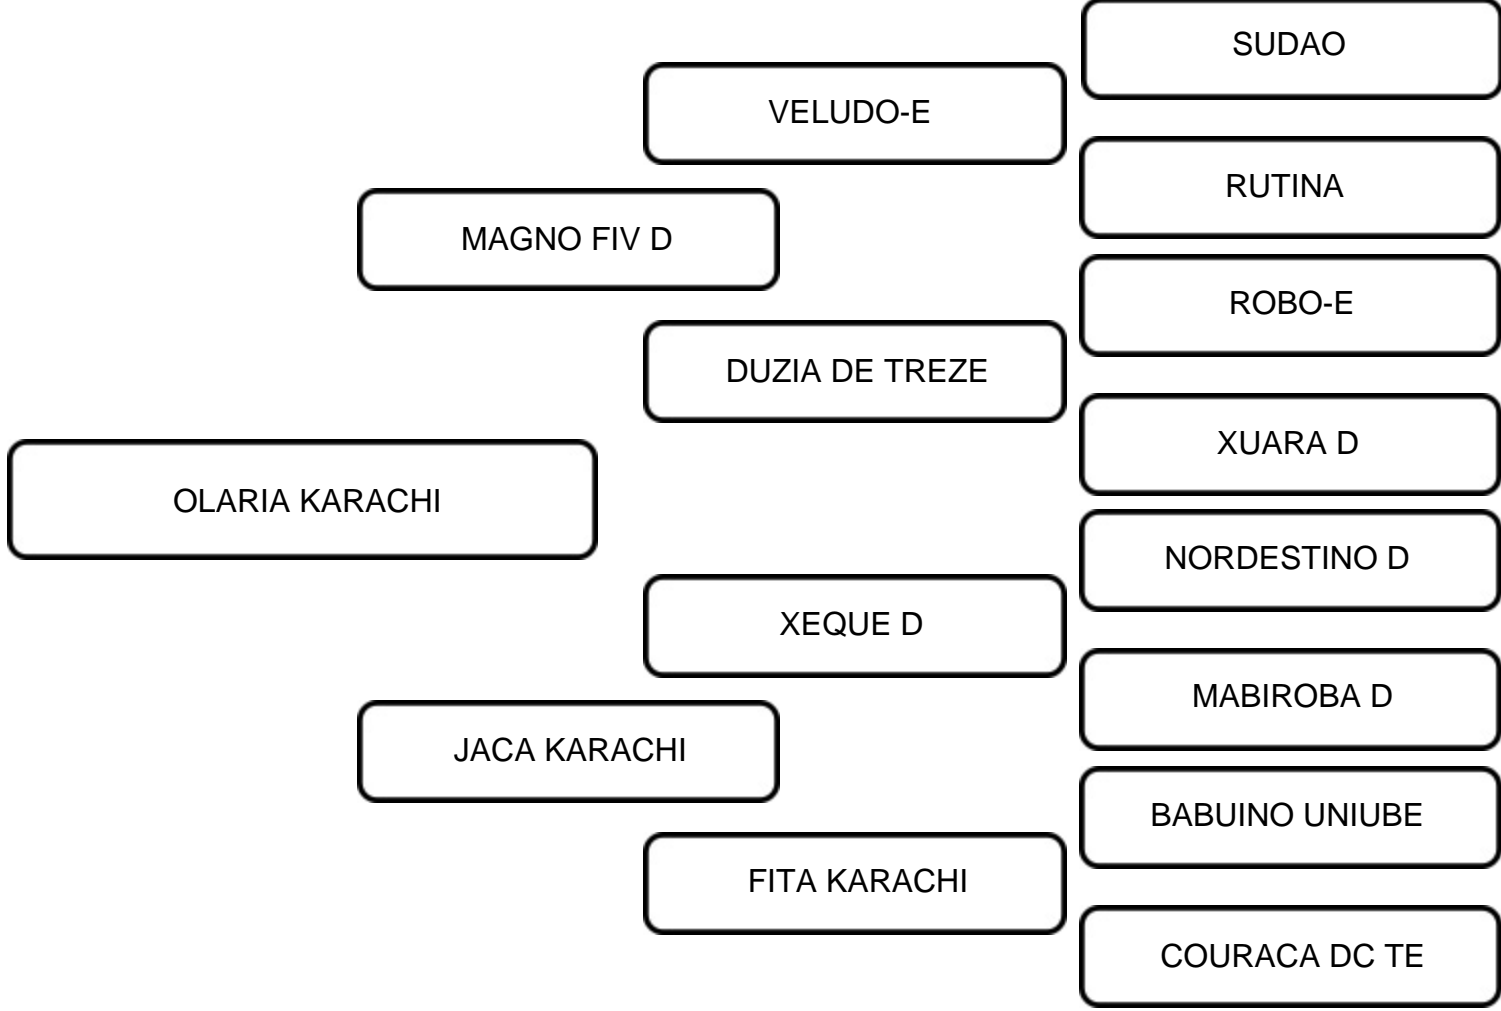 SUDAO
VELUDO-E
RUTINA
MAGNO FIV D
ROBO-E
DUZIA DE TREZE
XUARA D
OLARIA KARACHI
NORDESTINO D
XEQUE D
MABIROBA D
JACA KARACHI
BABUINO UNIUBE
FITA KARACHI
COURACA DC TE